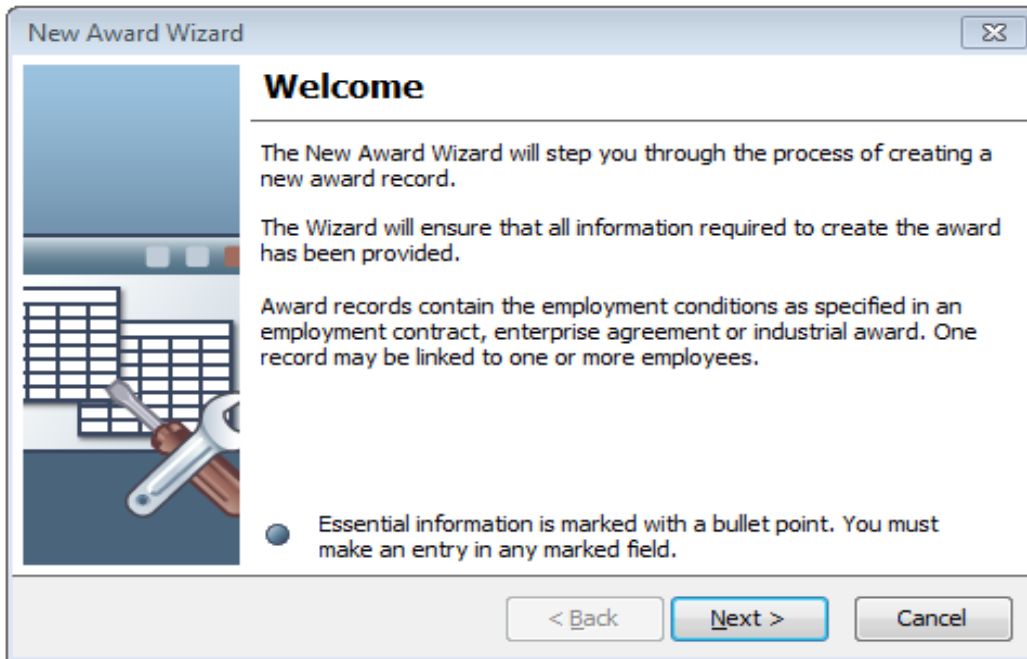 New Award Wizard
Welcome
The New Award Wizard will step you through the process of creating a
new award record.
The Wizard will ensure that all information required to create the award
has been provided.
Award records contain the employment conditions as specified in an
employment contract, enterprise agreement or industrial award. One
record may be linked to one or more employees.
Essential information is marked with a bullet point. You must
make an entry in any marked field.
< Back
Next >
Cancel